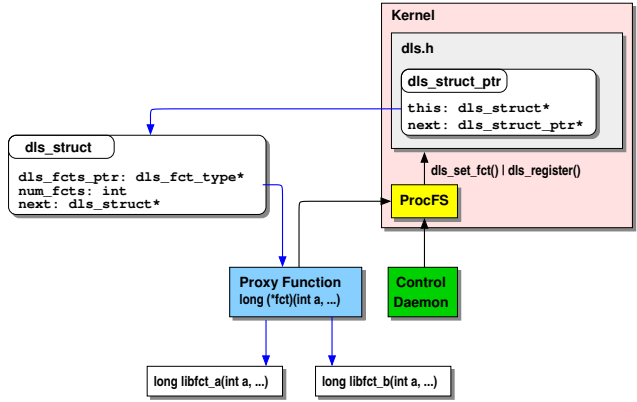 Kernel
dls.h
dls_struct_ptr
this: dls_struct*
next: dls_struct_ptr*
dls_struct
dls_fcts_ptr: dls_fct_type*
num_fcts: int
next: dls_struct*
dls_set_fct() | dls_register()
ProcFS
Proxy Function
long (*fct)(int a, ...)
Control
Daemon
long libfct_a(int a, ...)
long libfct_b(int a, ...)